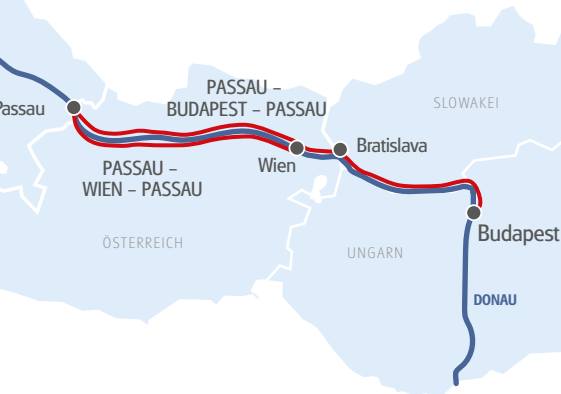 PASSAU –
BUDAPEST – PASSAU
SLOWAKEI
Passau
Bratislava
Wien
PASSAU –
WIEN – PASSAU
Budapest
ÖSTERREICH
UNGARN
DONAU